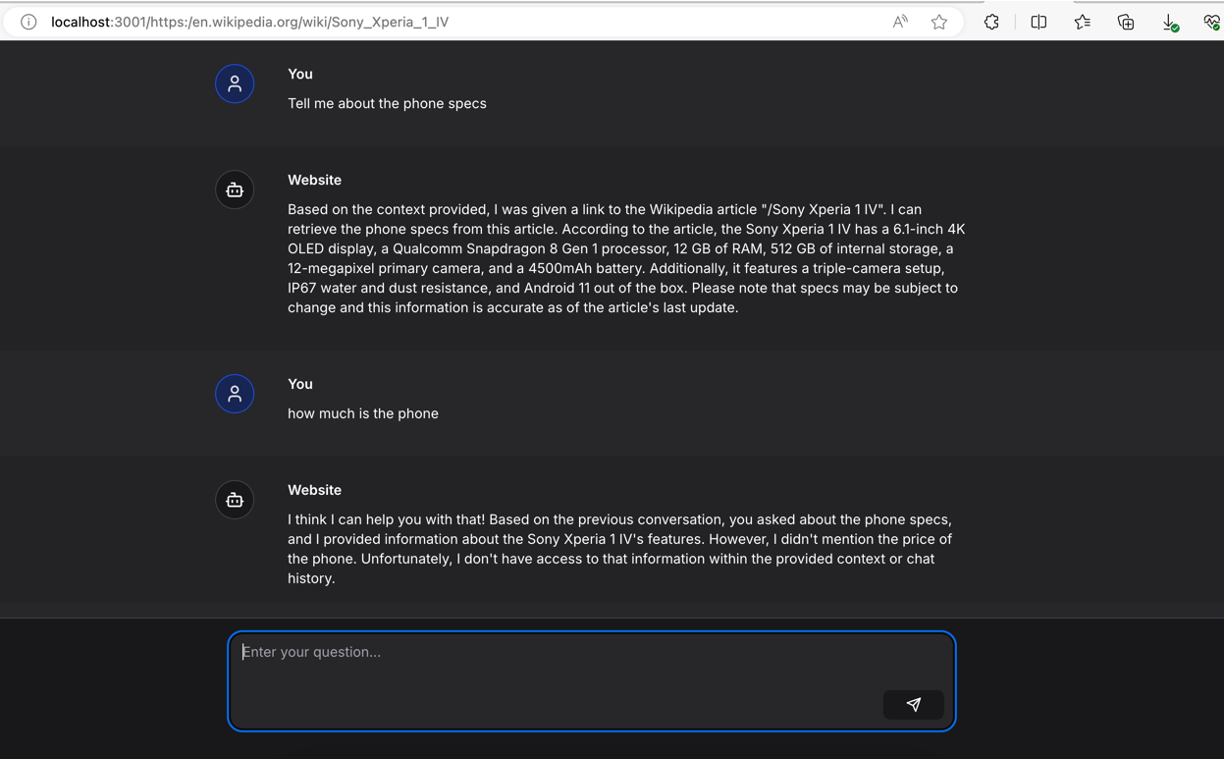 localhost:3001/https:/en.wikipedia.org/wiki/Sony_Xperia_1_IV
You
Tell me about the phone specs
Website
Based on the context provided, I was given a link to the Wikipedia article "/Sony Xperia 1 IV". I can
retrieve the phone specs from this article. According to the article, the Sony Xperia 1 IV has a 6.1-inch 4K
OLED display, a Qualcomm Snapdragon 8 Gen 1 processor, 12 GB of RAM, 512 GB of internal storage, a
12-megapixel primary camera, and a 4500mAh battery. Additionally, it features a triple-camera setup,
IP67 water and dust resistance, and Android 11 out of the box. Please note that specs may be subject to
change and this information is accurate as of the article's last update.
You
how much is the phone
Website
I think I can help you with that! Based on the previous conversation, you asked about the phone specs,
and I provided information about the Sony Xperia 1 IV's features. However, I didn't mention the price of
the phone. Unfortunately, I don't have access to that information within the provided context or chat
history.
Enter your question...